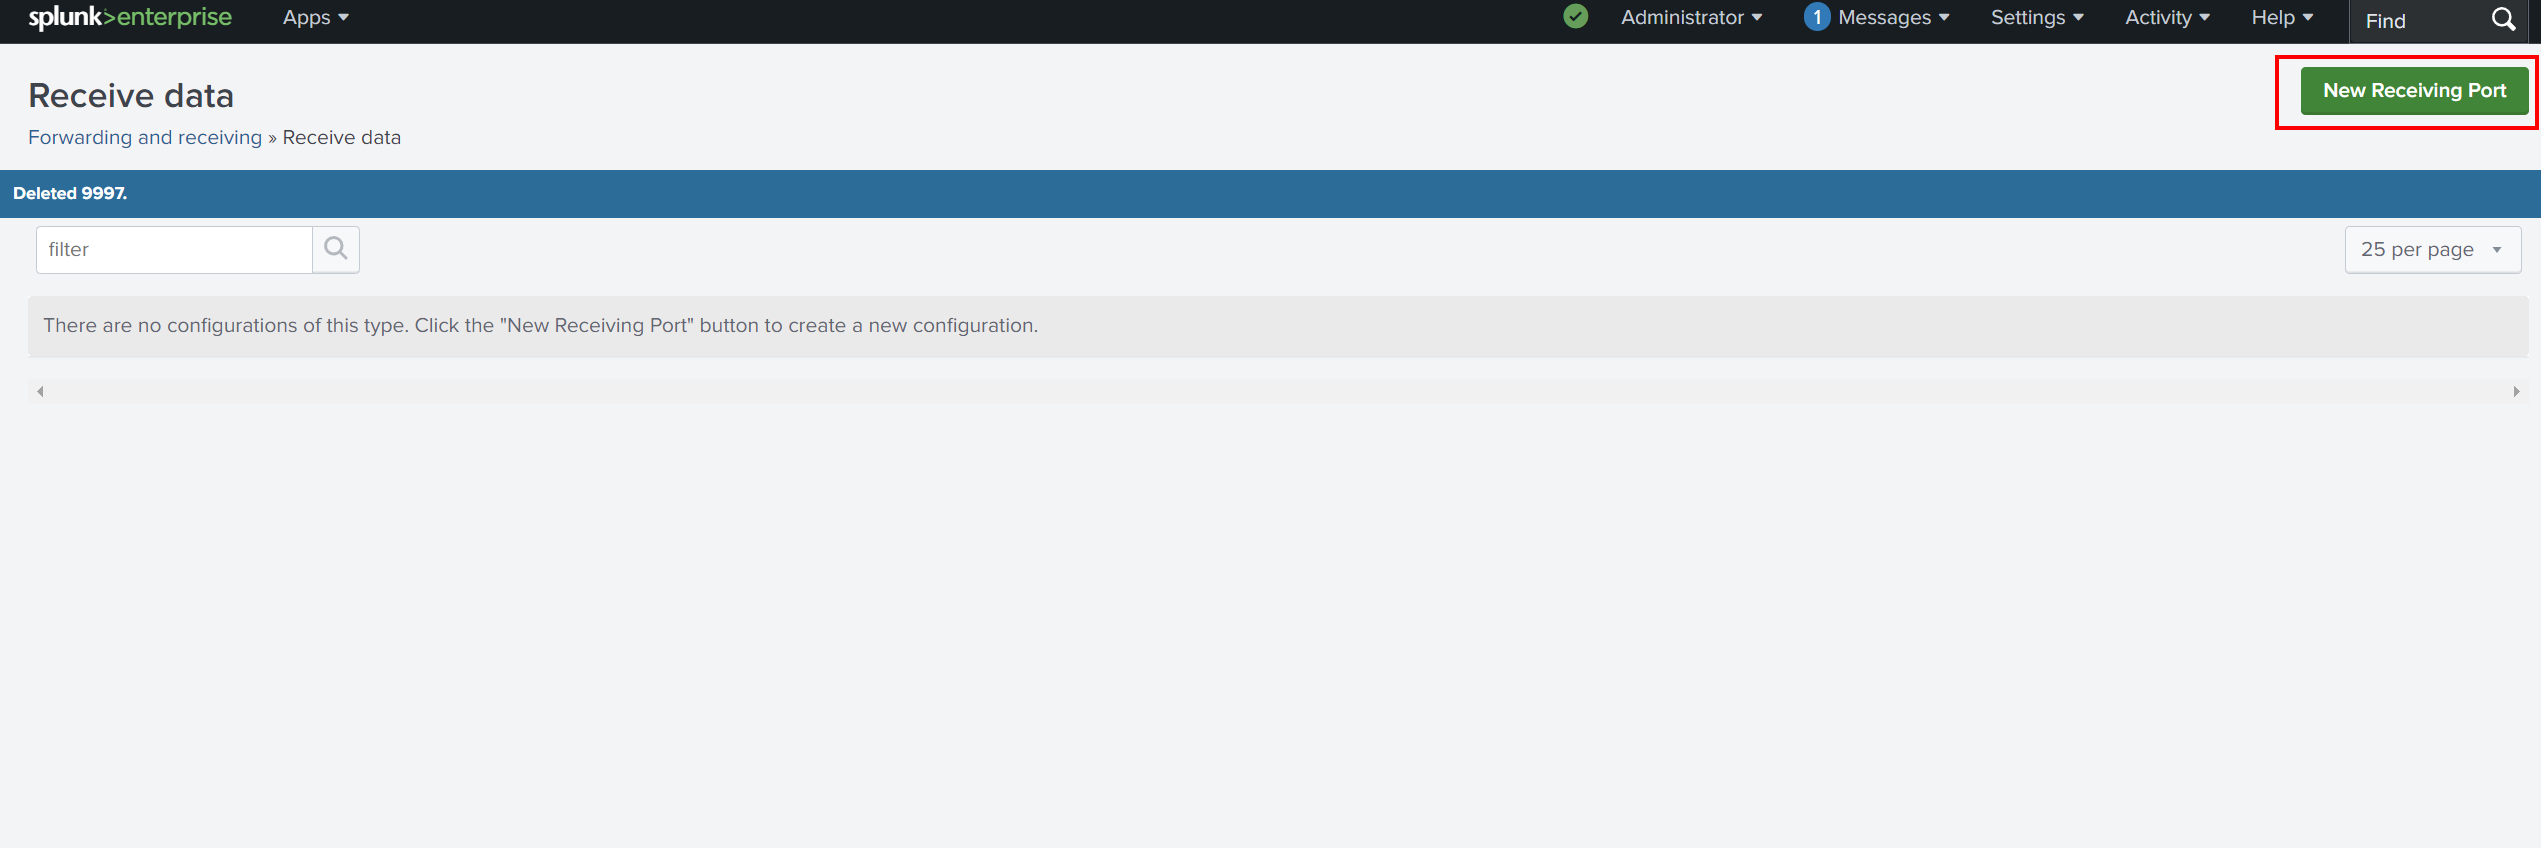 splunk>enterprise Apps Administrator 1 Messages Settings Activity Help Find
Receive data
New Receiving Port
Forwarding and receiving » Receive data
Deleted 9997.
filter
25 per page
There are no configurations of this type. Click the "New Receiving Port" button to create a new configuration.